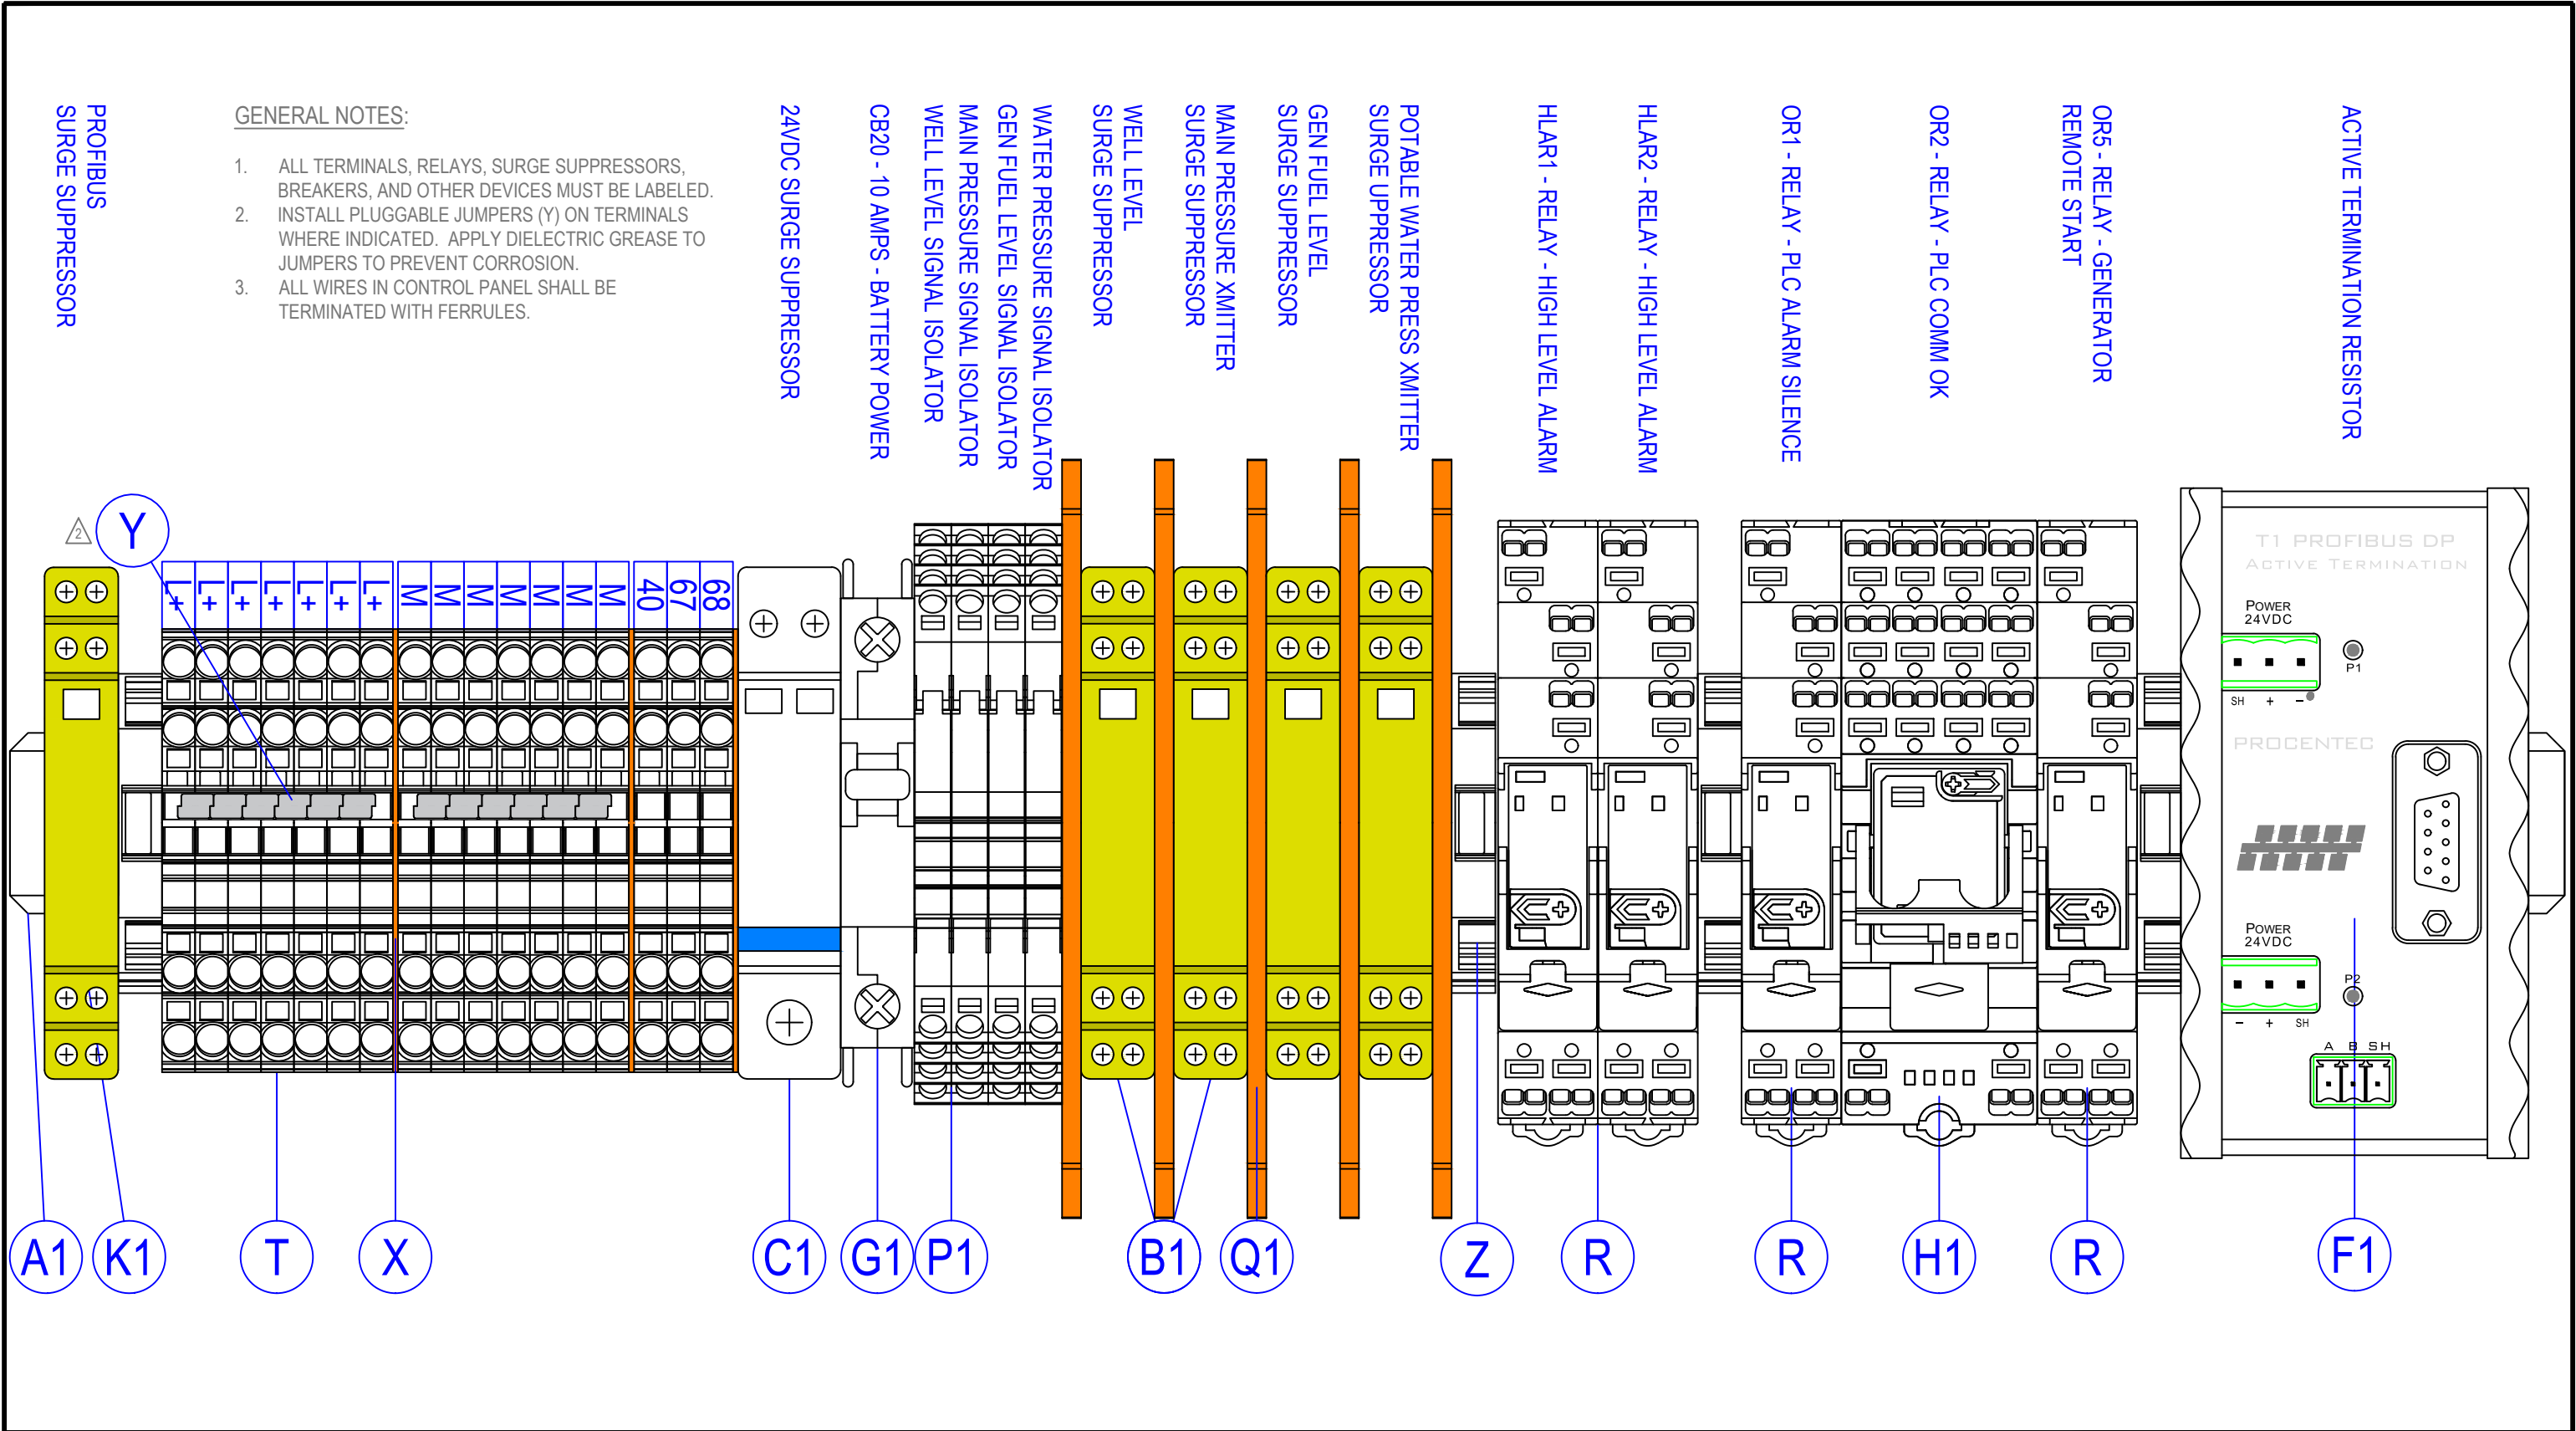 PROFIBUS
SURGE SUPPRESSOR
GENERAL NOTES:
1. ALL TERMINALS, RELAYS, SURGE SUPPRESSORS,
BREAKERS, AND OTHER DEVICES MUST BE LABELED.
2. INSTALL PLUGGABLE JUMPERS (Y) ON TERMINALS
WHERE INDICATED. APPLY DIELECTRIC GREASE TO
JUMPERS TO PREVENT CORROSION.
3. ALL WIRES IN CONTROL PANEL SHALL BE
TERMINATED WITH FERRULES.
24VDC SURGE SUPPRESSOR
CB20 - 10 AMPS - BATTERY POWER
WELL LEVEL SIGNAL ISOLATOR
MAIN PRESSURE SIGNAL ISOLATOR
GEN FUEL LEVEL SIGNAL ISOLATOR
WATER PRESSURE SIGNAL ISOLATOR
WELL LEVEL
SURGE SUPPRESSOR
MAIN PRESSURE XMITTER
SURGE SUPPRESSOR
GEN FUEL LEVEL
SURGE SUPPRESSOR
POTABLE WATER PRESS XMITTER
SURGE UPPRESSOR
HLAR1 - RELAY - HIGH LEVEL ALARM
HLAR2 - RELAY - HIGH LEVEL ALARM
OR1 - RELAY - PLC ALARM SILENCE
OR2 - RELAY - PLC COMM OK
OR5 - RELAY - GENERATOR
REMOTE START
ACTIVE TERMINATION RESISTOR
2
Y
L+
L+
L+
L+
L+
L+
L+
M
M
M
M
M
M
M
40
67
68
T1 PROFIBUS DP
ACTIVE TERMINATION
POWER
24VDC
P1
SH + -
PROCENTEC
POWER
24VDC
P2
- + SH
A B SH
A1
K1
T
X
C1
G1
P1
B1
Q1
Z
R
R
H1
R
F1